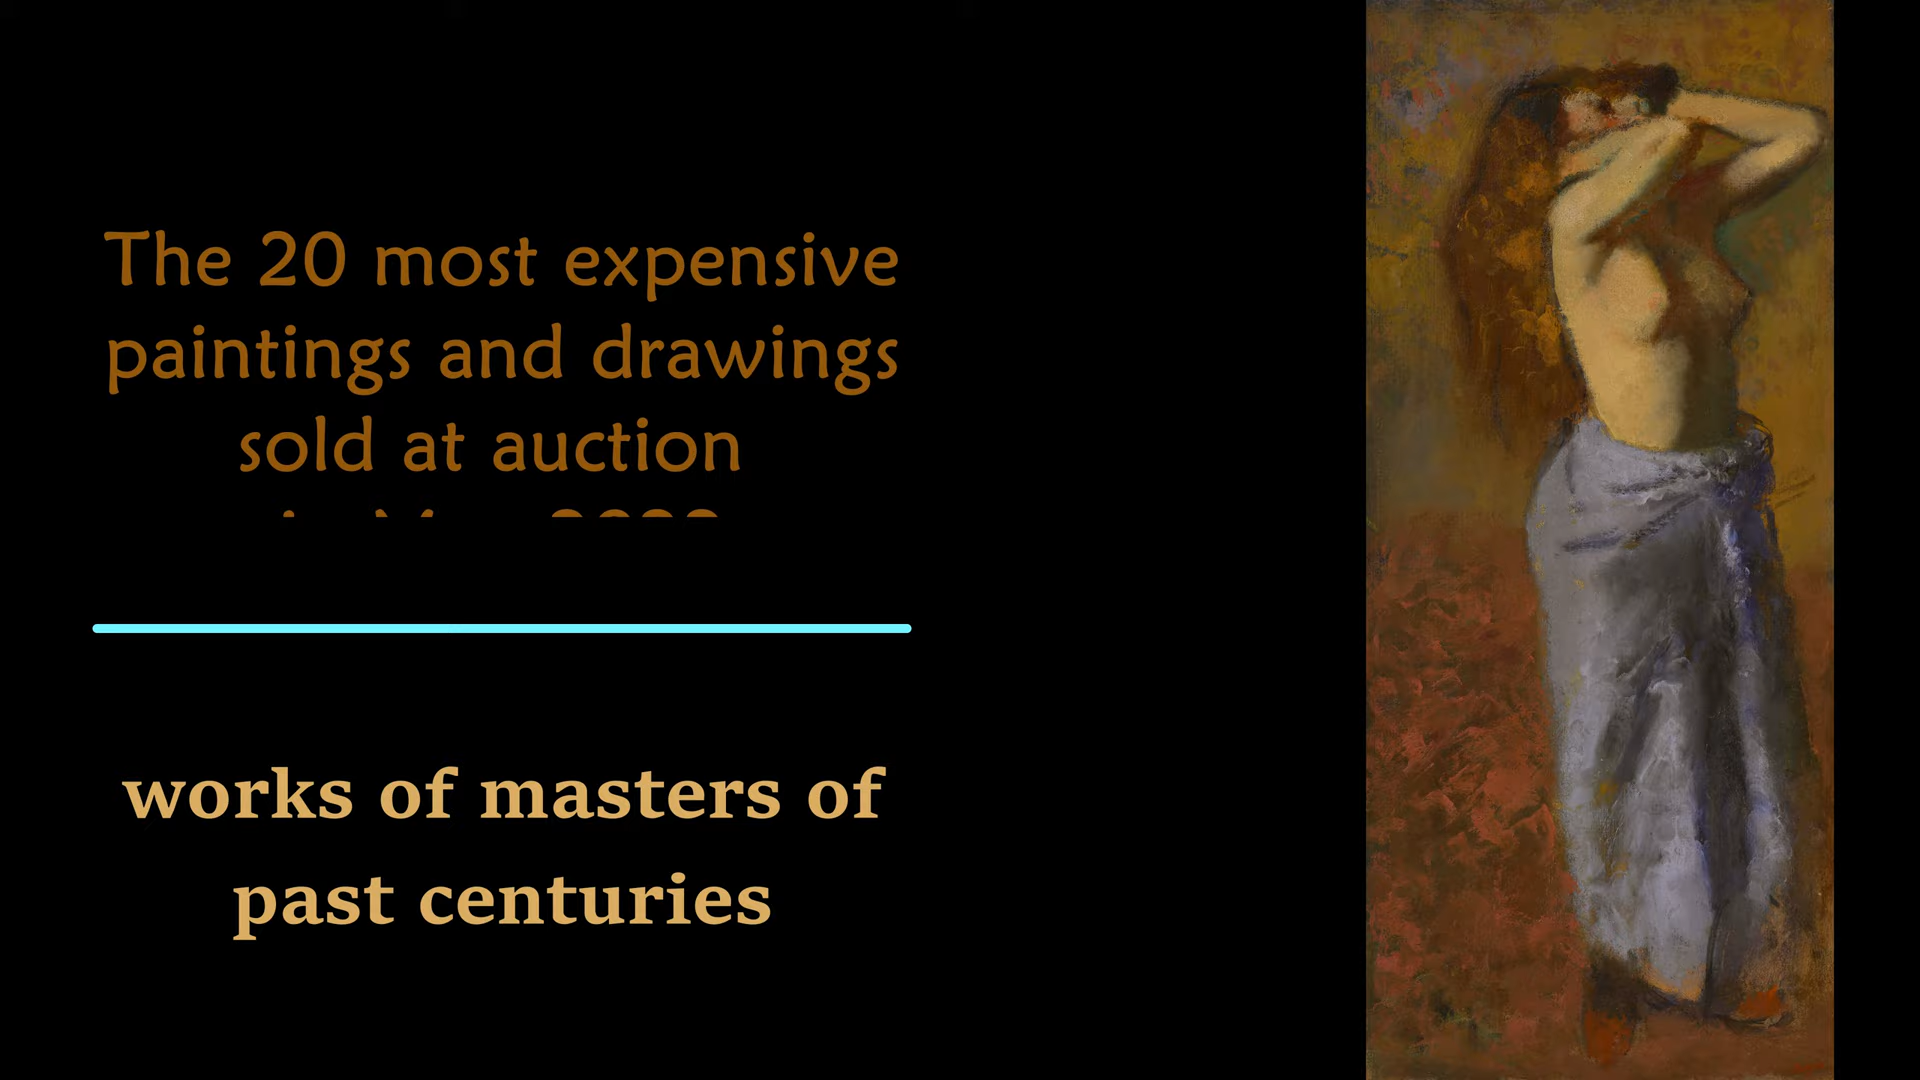 The 20 most expensive
paintings and drawings
sold at auction
works of masters of
past centuries